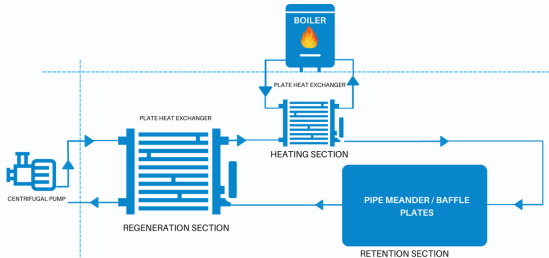 BOILER
PLATE HEAT EXCHANGER
PLATE HEAT EXCHANGER
HEATING SECTION
CENTRIFUGAL PUMP
REGENERATION SECTION
PIPE MEANDER / BAFFLE
PLATES
RETENTION SECTION